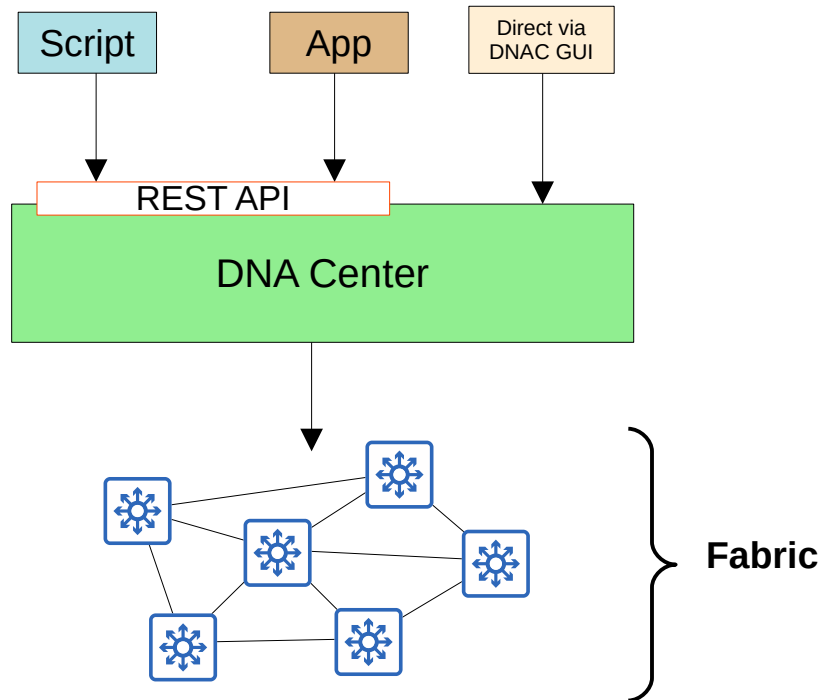 Script
App
Direct via
DNAC GUI
REST API
DNA Center
Fabric